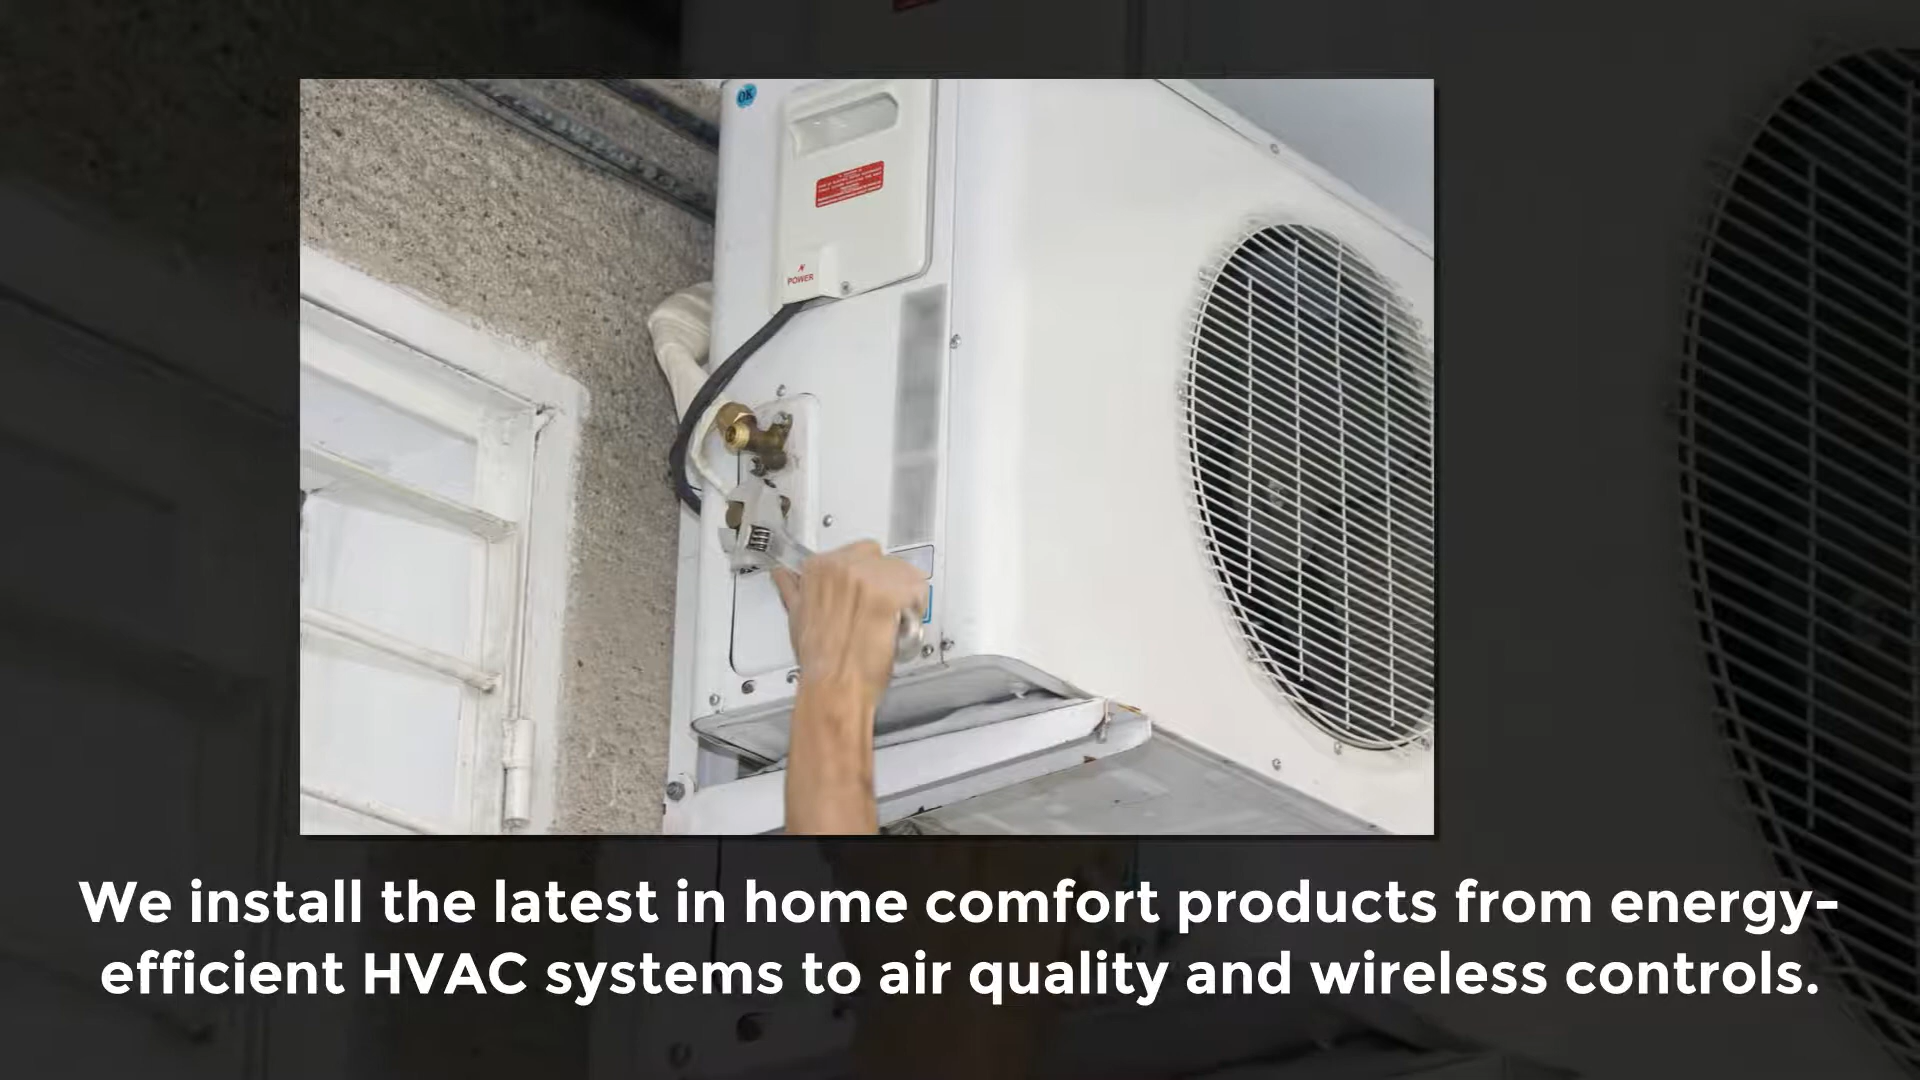 OK
POWER
We install the latest in home comfort products from energy-
efficient HVAC systems to air quality and wireless controls.